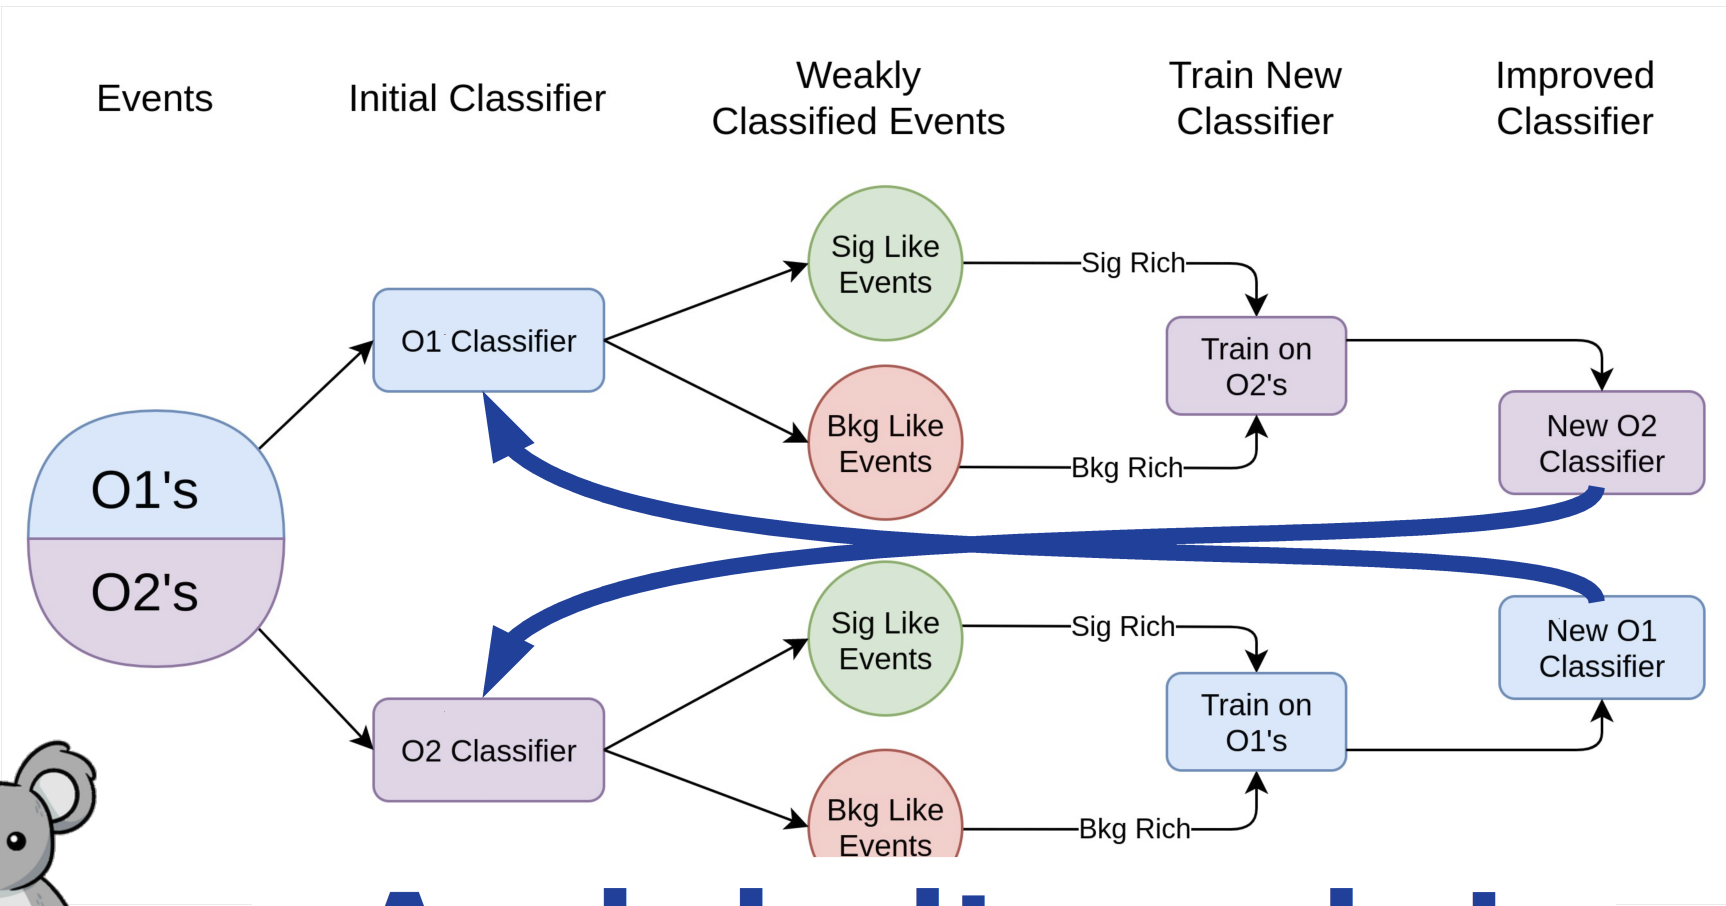 Events
Initial Classifier
Weakly
Classified Events
Train New
Classifier
Improved
Classifier
O1's
O2's
O1 Classifier
O2 Classifier
Sig Like
Events
Bkg Like
Events
Sig Like
Events
Bkg Like
Events
Sig Rich
Bkg Rich
Sig Rich
Bkg Rich
Train on
O2's
Train on
O1's
New O2
Classifier
New O1
Classifier